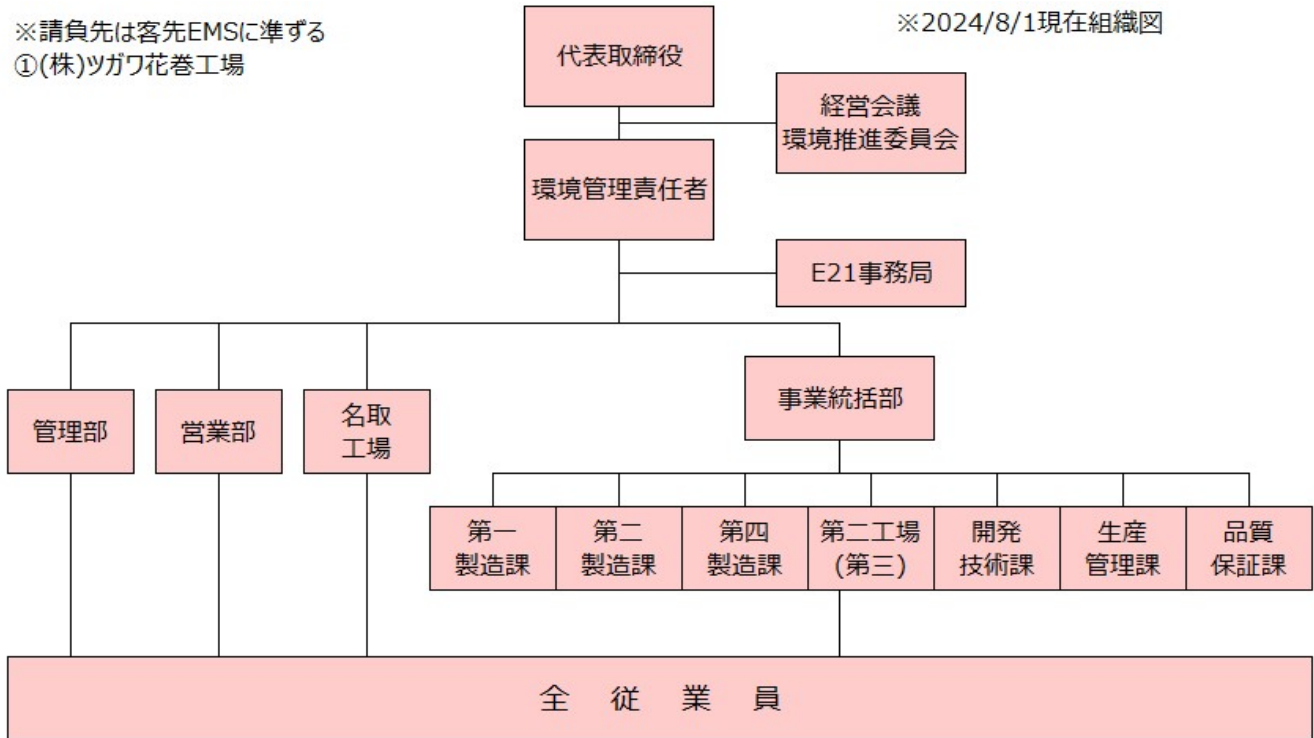 ※請負先は客先EMSに準ずる
①(株)ツガワ花巻工場
※2024/8/1現在組織図
代表取締役
経営会議
環境推進委員会
環境管理責任者
E21事務局
管理部
営業部
名取
工場
事業統括部
第一
製造課
第二
製造課
第四
製造課
第二工場
(第三)
開発
技術課
生産
管理課
品質
保証課
全 従 業 員